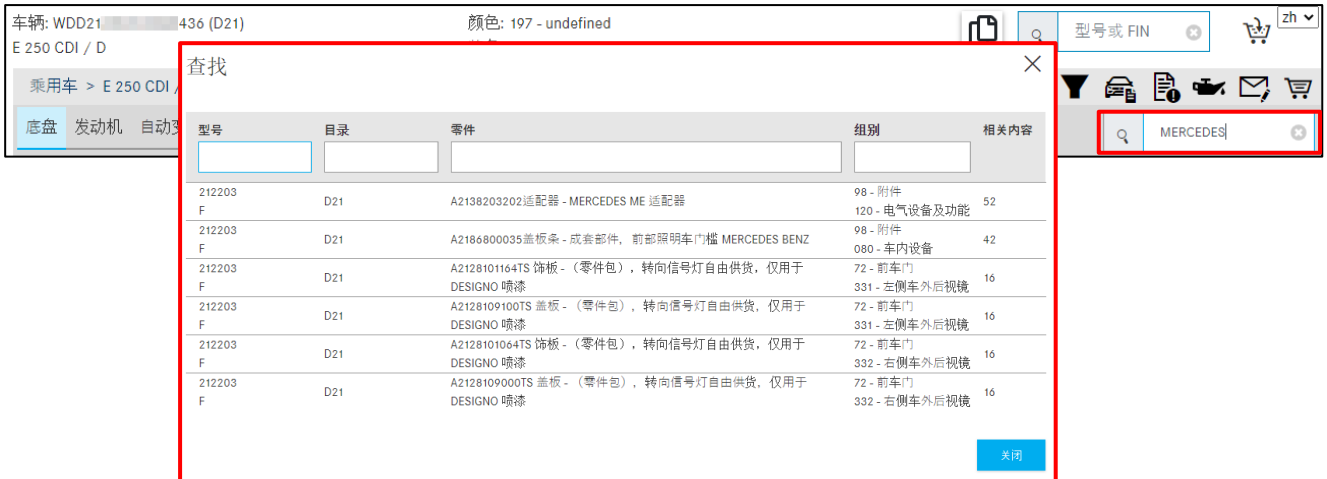 车辆: WDD21 436 (D21)
颜色: 197 - undefined
型号或 FIN
zh
E 250 CDI / D
乘用车 > E 250 CDI /
底盘 发动机 自动
MERCEDES
查找
型号 目录 零件 组别 相关内容
212203
F
D21
A2138203202适配器 - MERCEDES ME 适配器
98 - 附件
120 - 电气设备及功能
52
212203
F
D21
A2186800035盖板条 - 成套部件, 前部照明车门槛 MERCEDES BENZ
98 - 附件
080 - 车内设备
42
212203
F
D21
A2128101164TS 饰板 - （零件包）, 转向信号灯自由供货, 仅用于
DESIGNO 喷漆
72 - 前车门
331 - 左侧车外后视镜
16
212203
F
D21
A2128109100TS 盖板 - （零件包）, 转向信号灯自由供货, 仅用于
DESIGNO 喷漆
72 - 前车门
331 - 左侧车外后视镜
16
212203
F
D21
A2128101064TS 饰板 - （零件包）, 转向信号灯自由供货, 仅用于
DESIGNO 喷漆
72 - 前车门
332 - 右侧车外后视镜
16
212203
F
D21
A2128109000TS 盖板 - （零件包）, 转向信号灯自由供货, 仅用于
DESIGNO 喷漆
72 - 前车门
332 - 右侧车外后视镜
16
关闭